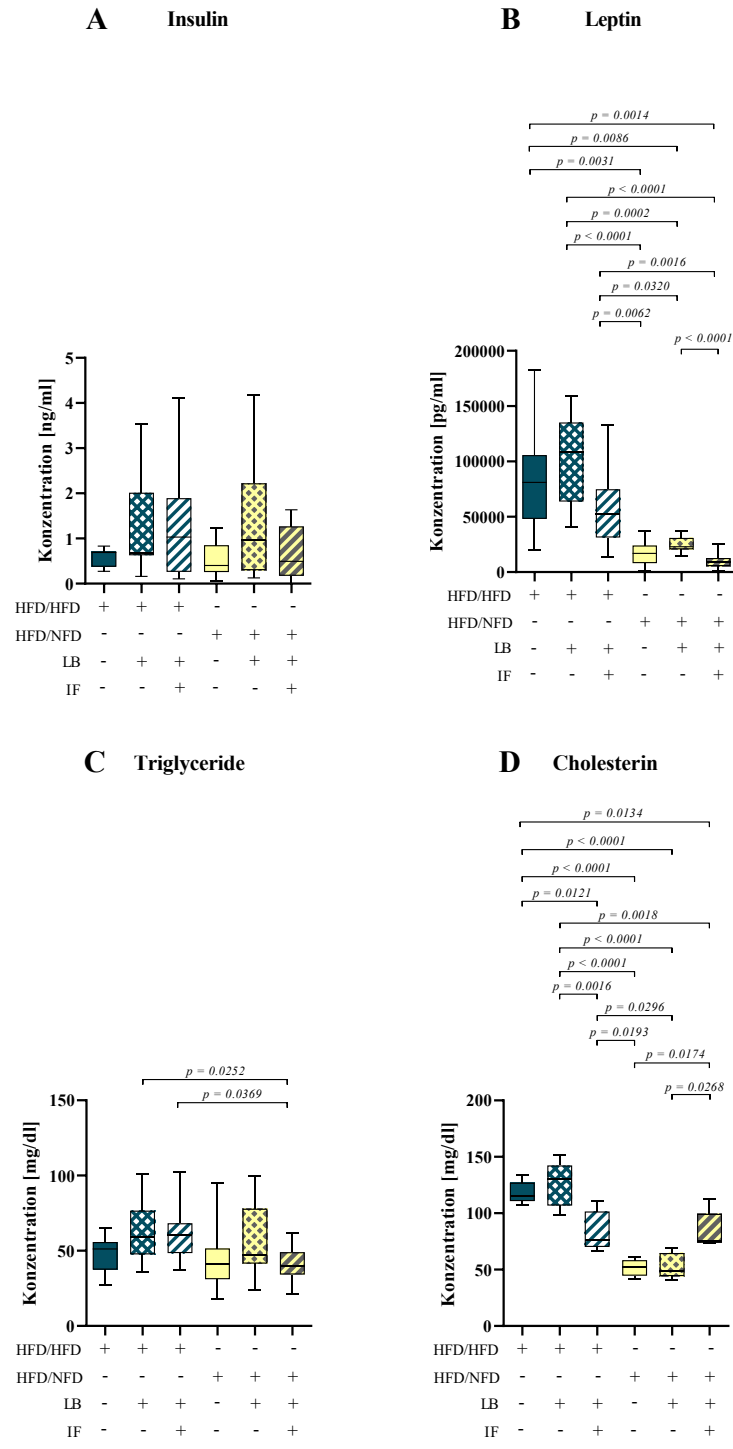 A Insulin
Konzentration [ng/ml]
5
4
3
2
1
0
HFD/HFD + + + - - -
HFD/NFD - - - + + +
LB - + + - + +
IF - - + - - +
B Leptin
p = 0.0014
p = 0.0086
p = 0.0031
p < 0.0001
p = 0.0002
p < 0.0001
p = 0.0016
p = 0.0320
p = 0.0062
p < 0.0001
Konzentration [pg/ml]
200000
150000
100000
50000
0
HFD/HFD + + + - - -
HFD/NFD - - - + + +
LB - + + - + +
IF - - + - - +
C Triglyceride
p = 0.0252
p = 0.0369
Konzentration [mg/dl]
150
100
50
0
HFD/HFD + + + - - -
HFD/NFD - - - + + +
LB - + + - + +
IF - - + - - +
D Cholesterin
p = 0.0134
p < 0.0001
p < 0.0001
p = 0.0121
p = 0.0018
p < 0.0001
p < 0.0001
p = 0.0016
p = 0.0296
p = 0.0193
p = 0.0174
p = 0.0268
Konzentration [mg/dl]
200
150
100
50
0
HFD/HFD + + + - - -
HFD/NFD - - - + + +
LB - + + - + +
IF - - + - - +